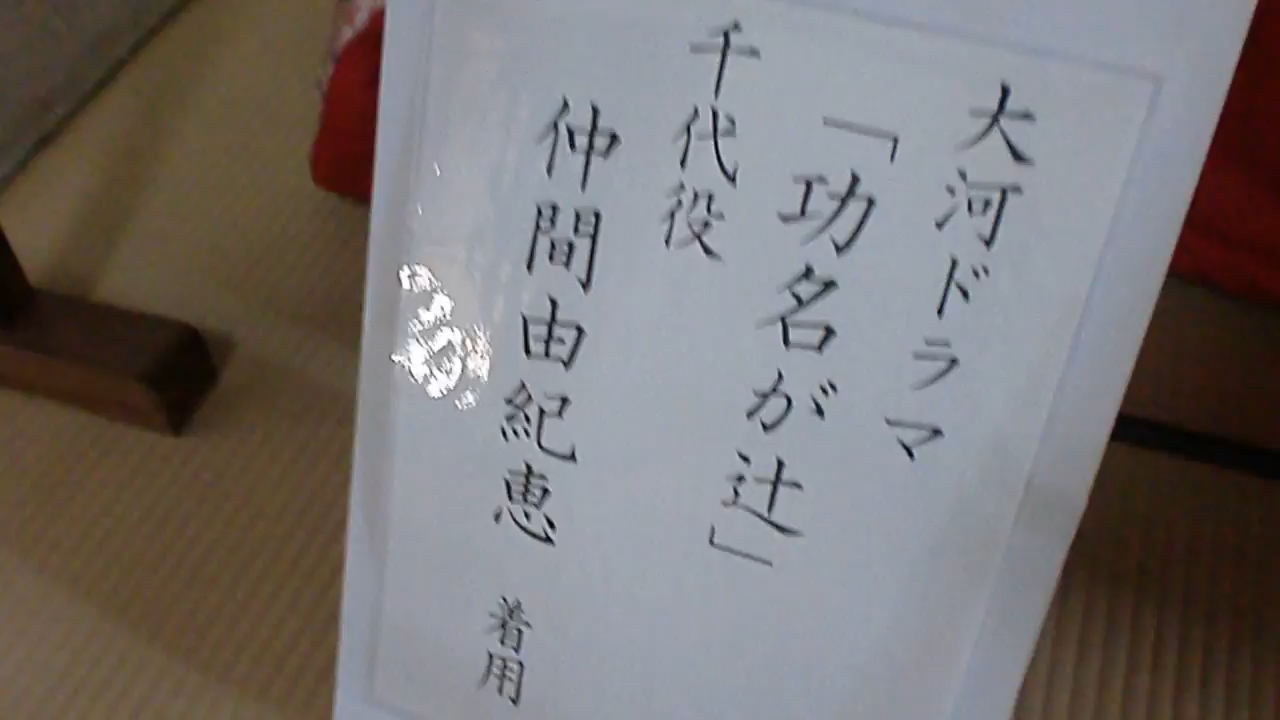 大河ドラマ
「功名が辻」
千代役
仲間由紀恵 着用